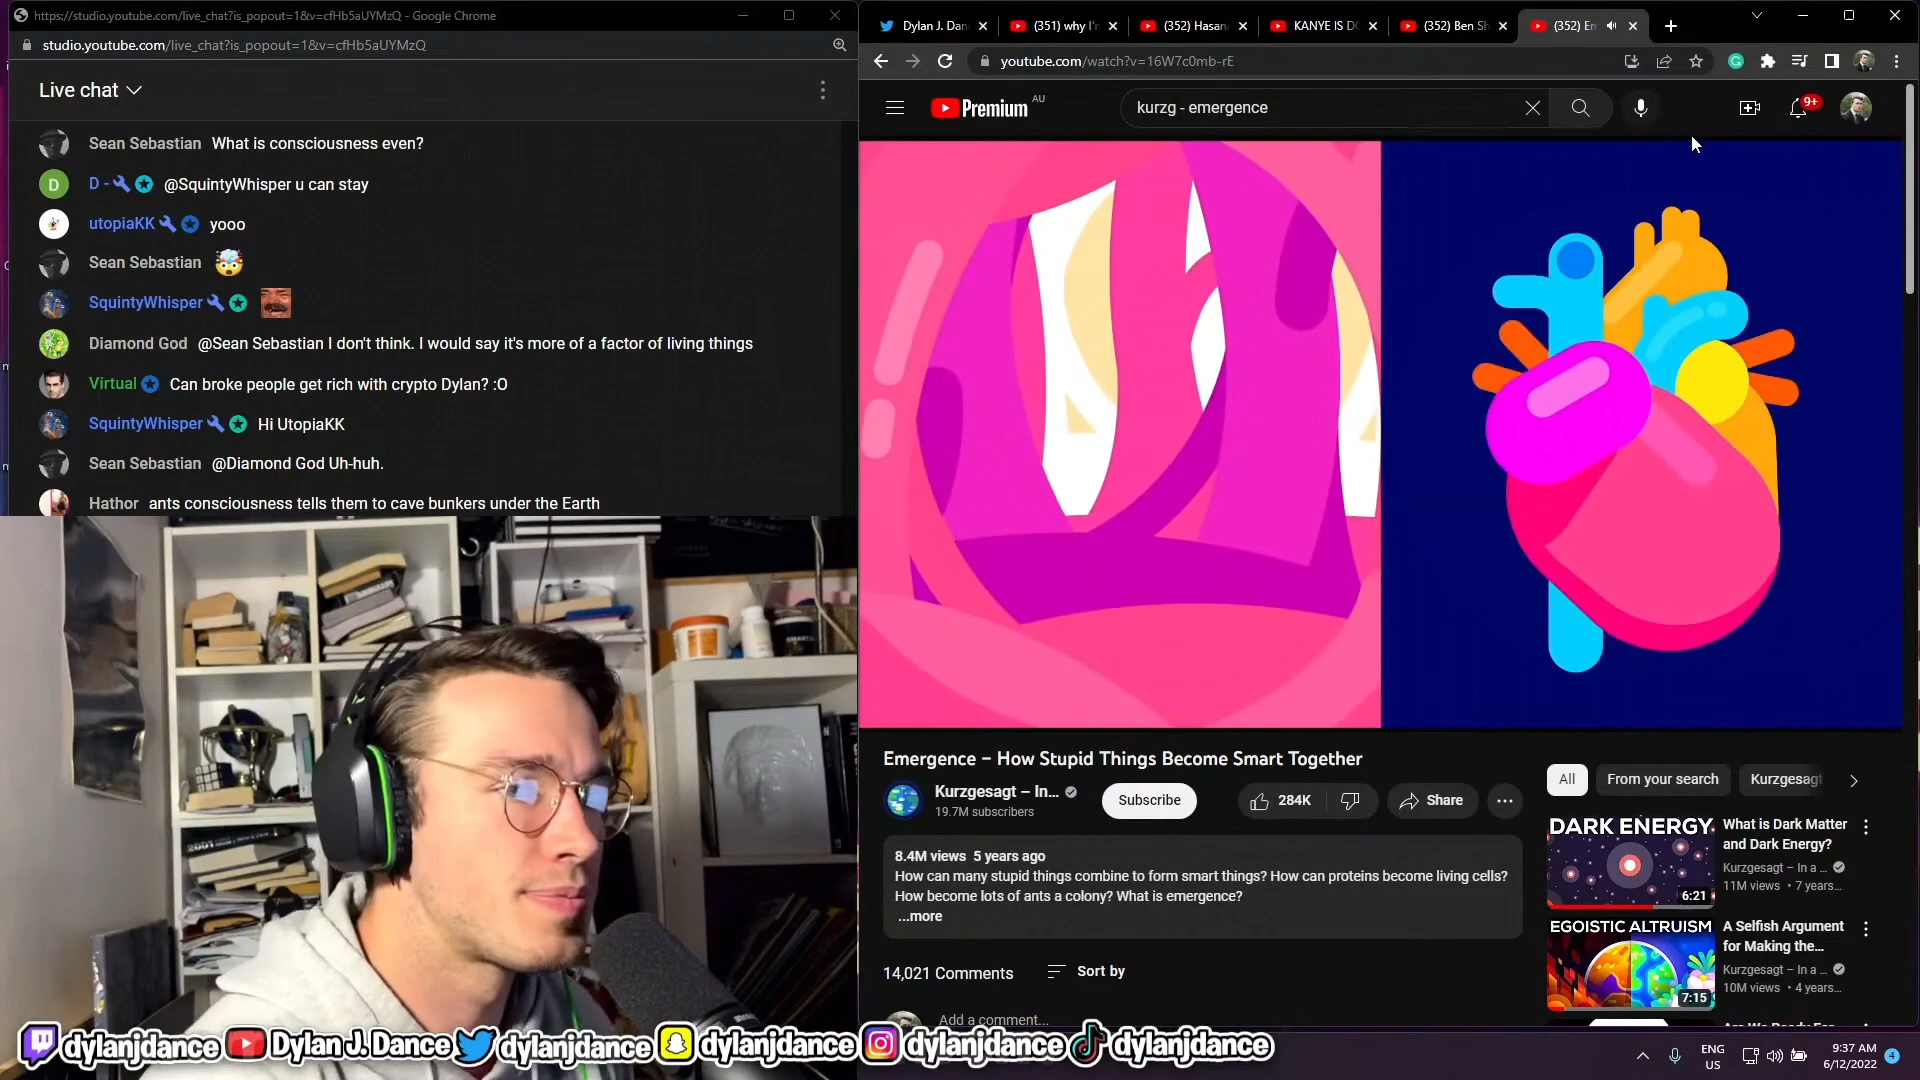 https://studio.youtube.com/live_chat?is_popout=1&v=cfHb5aUYMzQ - Google Chrome
studio.youtube.com/live_chat?is_popout=1&v=cfHb5aUYMzQ
Live chat
Sean Sebastian What is consciousness even?
D
D - @SquintyWhisper u can stay
utopiaKK yooo
Sean Sebastian 🤯
SquintyWhisper
Diamond God @Sean Sebastian I don't think. I would say it's more of a factor of living things
Virtual Can broke people get rich with crypto Dylan? :O
SquintyWhisper Hi UtopiaKK
Sean Sebastian @Diamond God Uh-huh.
Hathor ants consciousness tells them to cave bunkers under the Earth
Dylan J. Dan
(351) why I'm
(352) Hasan
KANYE IS DO
(352) Ben Sh
(352) Em
youtube.com/watch?v=16W7c0mb-rE
Premium AU
kurzg - emergence
9+
Emergence – How Stupid Things Become Smart Together
Kurzgesagt – In...
19.7M subscribers
Subscribe
284K
Share
8.4M views 5 years ago
How can many stupid things combine to form smart things? How can proteins become living cells?
How become lots of ants a colony? What is emergence?
...more
14,021 Comments
Sort by
Add a comment...
All
From your search
Kurzgesagt
DARK ENERGY
6:21
What is Dark Matter
and Dark Energy?
Kurzgesagt – In a ...
11M views • 7 years...
EGOISTIC ALTRUISM
7:15
A Selfish Argument
for Making the...
Kurzgesagt – In a ...
10M views • 4 years...
2001
dylanjdance
Dylan J. Dance
dylanjdance
dylanjdance
dylanjdance
dylanjdance
ENG
US
9:37 AM
6/12/2022
4